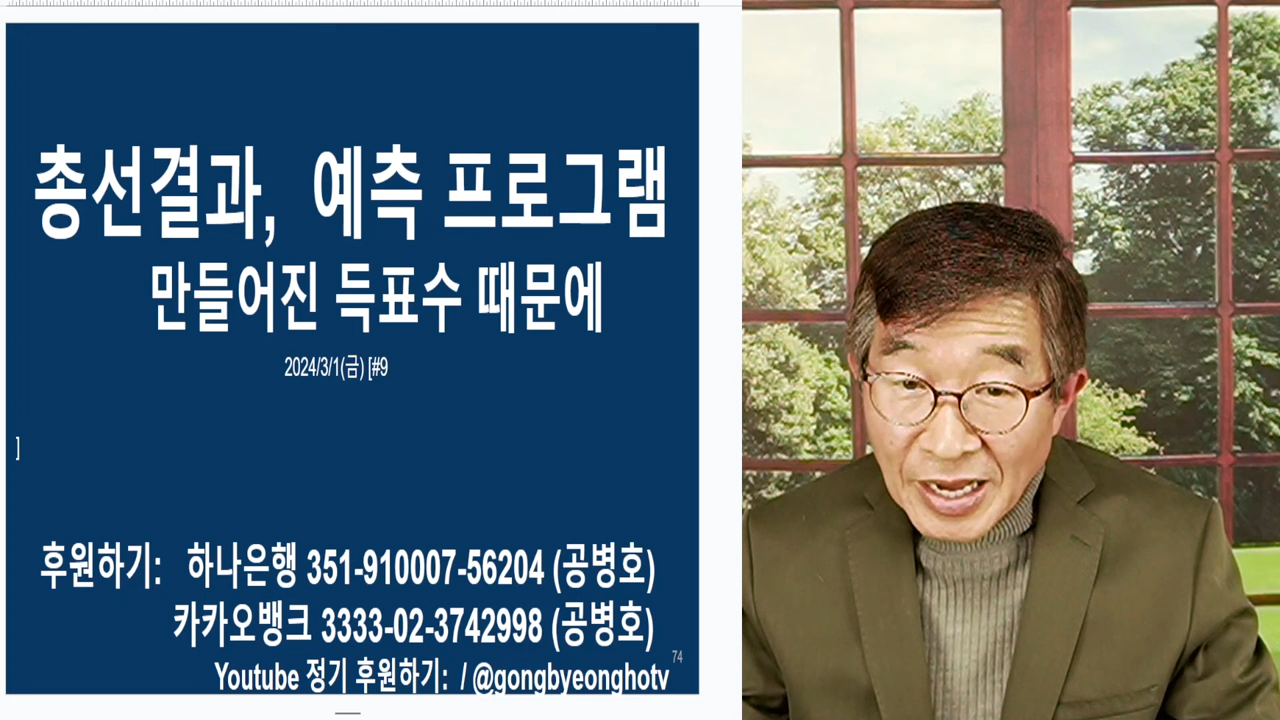 총선결과, 예측 프로그램
만들어진 득표수 때문에
2024/3/1(금) [#9
]
후원하기: 하나은행 351-910007-56204 (공병호)
카카오뱅크 3333-02-3742998 (공병호)
74
Youtube 정기 후원하기: / @gongbyeonghotv